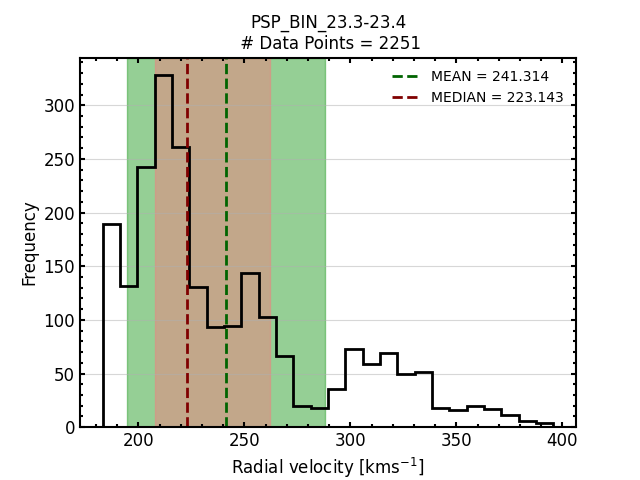 PSP_BIN_23.3-23.4
# Data Points = 2251
MEAN = 241.314
MEDIAN = 223.143
Frequency
300
250
200
150
100
50
0
200
250
300
350
400
Radial velocity [kms⁻¹]